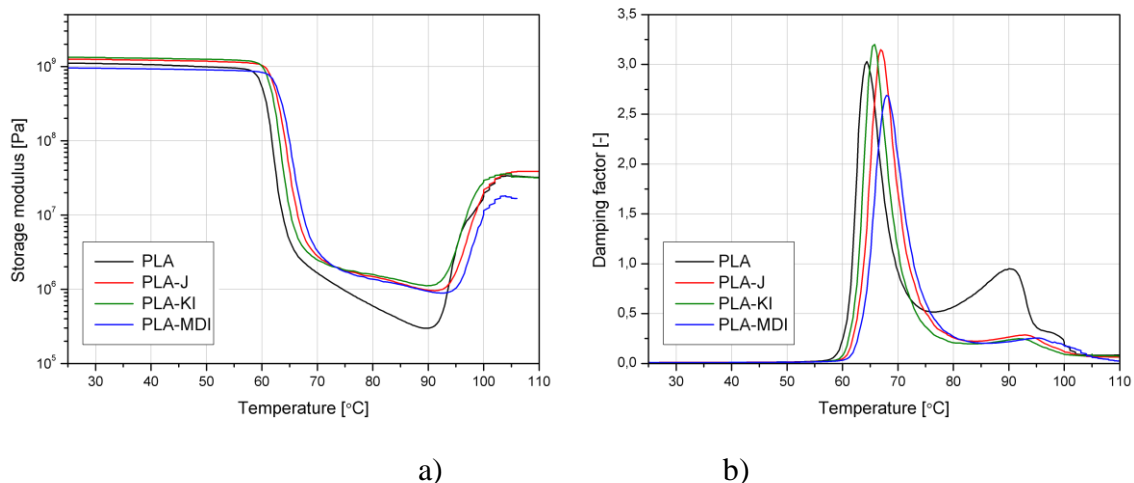 Storage modulus [Pa]
10⁹
10⁸
10⁷
10⁶
10⁵
PLA
PLA-J
PLA-KI
PLA-MDI
30 40 50 60 70 80 90 100 110
Temperature [°C]
Damping factor [-]
3,5
3,0
2,5
2,0
1,5
1,0
0,5
0,0
PLA
PLA-J
PLA-KI
PLA-MDI
30 40 50 60 70 80 90 100 110
Temperature [°C]
a) b)